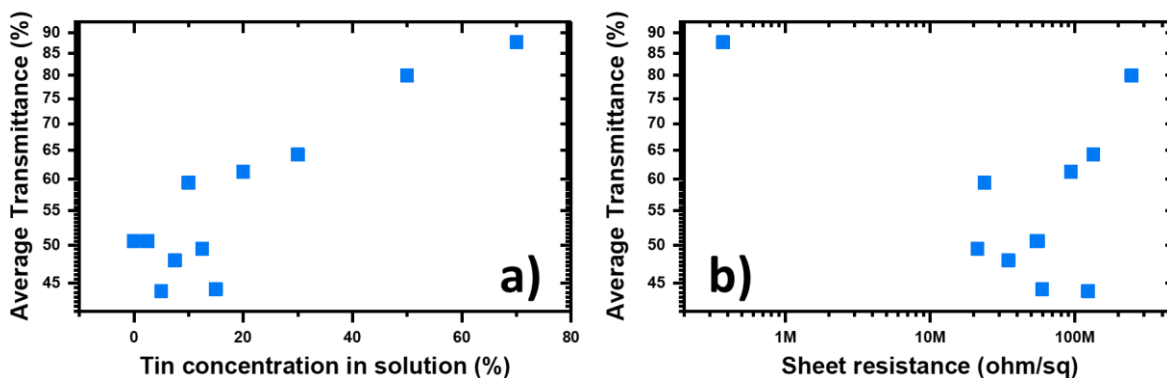 Average Transmittance (%)
90
85
80
75
70
65
60
55
50
45
0
20
40
60
80
Tin concentration in solution (%)
a)
Average Transmittance (%)
90
85
80
75
70
65
60
55
50
45
1M
10M
100M
Sheet resistance (ohm/sq)
b)